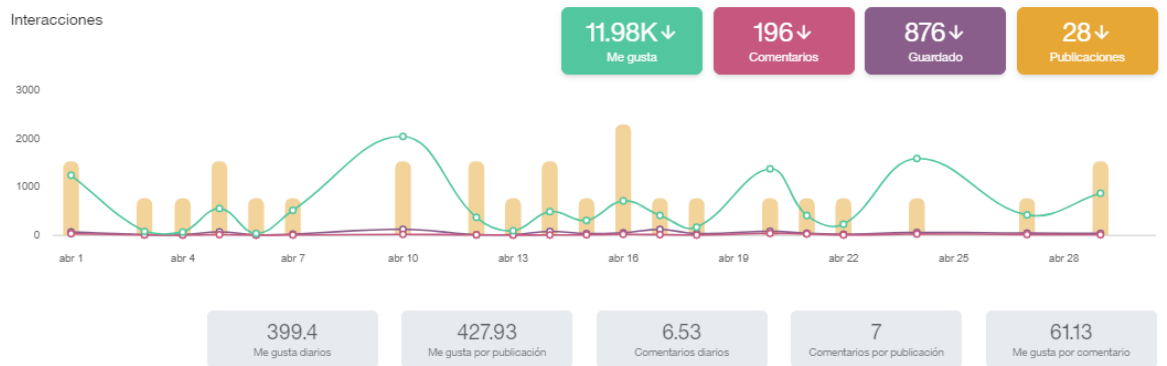 Interacciones
11.98K↓
Me gusta
196↓
Comentarios
876↓
Guardado
28↓
Publicaciones
3000
2000
1000
0
abr 1
abr 4
abr 7
abr 10
abr 13
abr 16
abr 19
abr 22
abr 25
abr 28
399.4
Me gusta diarios
427.93
Me gusta por publicación
6.53
Comentarios diarios
7
Comentarios por publicación
61.13
Me gusta por comentario